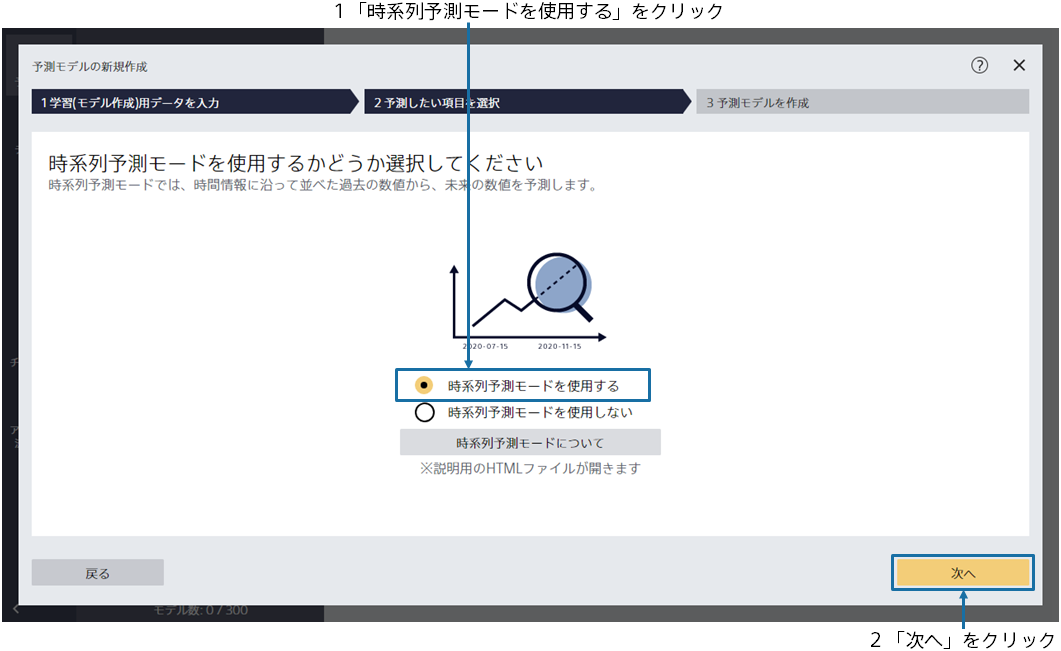 1 「時系列予測モードを使用する」をクリック
予測モデルの新規作成
?
1 学習(モデル作成)用データを入力
2 予測したい項目を選択
3 予測モデルを作成
時系列予測モードを使用するかどうか選択してください
時系列予測モードでは、時間情報に沿って並べた過去の数値から、未来の数値を予測します。
2020-07-15
2020-11-15
時系列予測モードを使用する
時系列予測モードを使用しない
時系列予測モードについて
※説明用のHTMLファイルが開きます
戻る
次へ
モデル数: 0 / 300
2 「次へ」をクリック